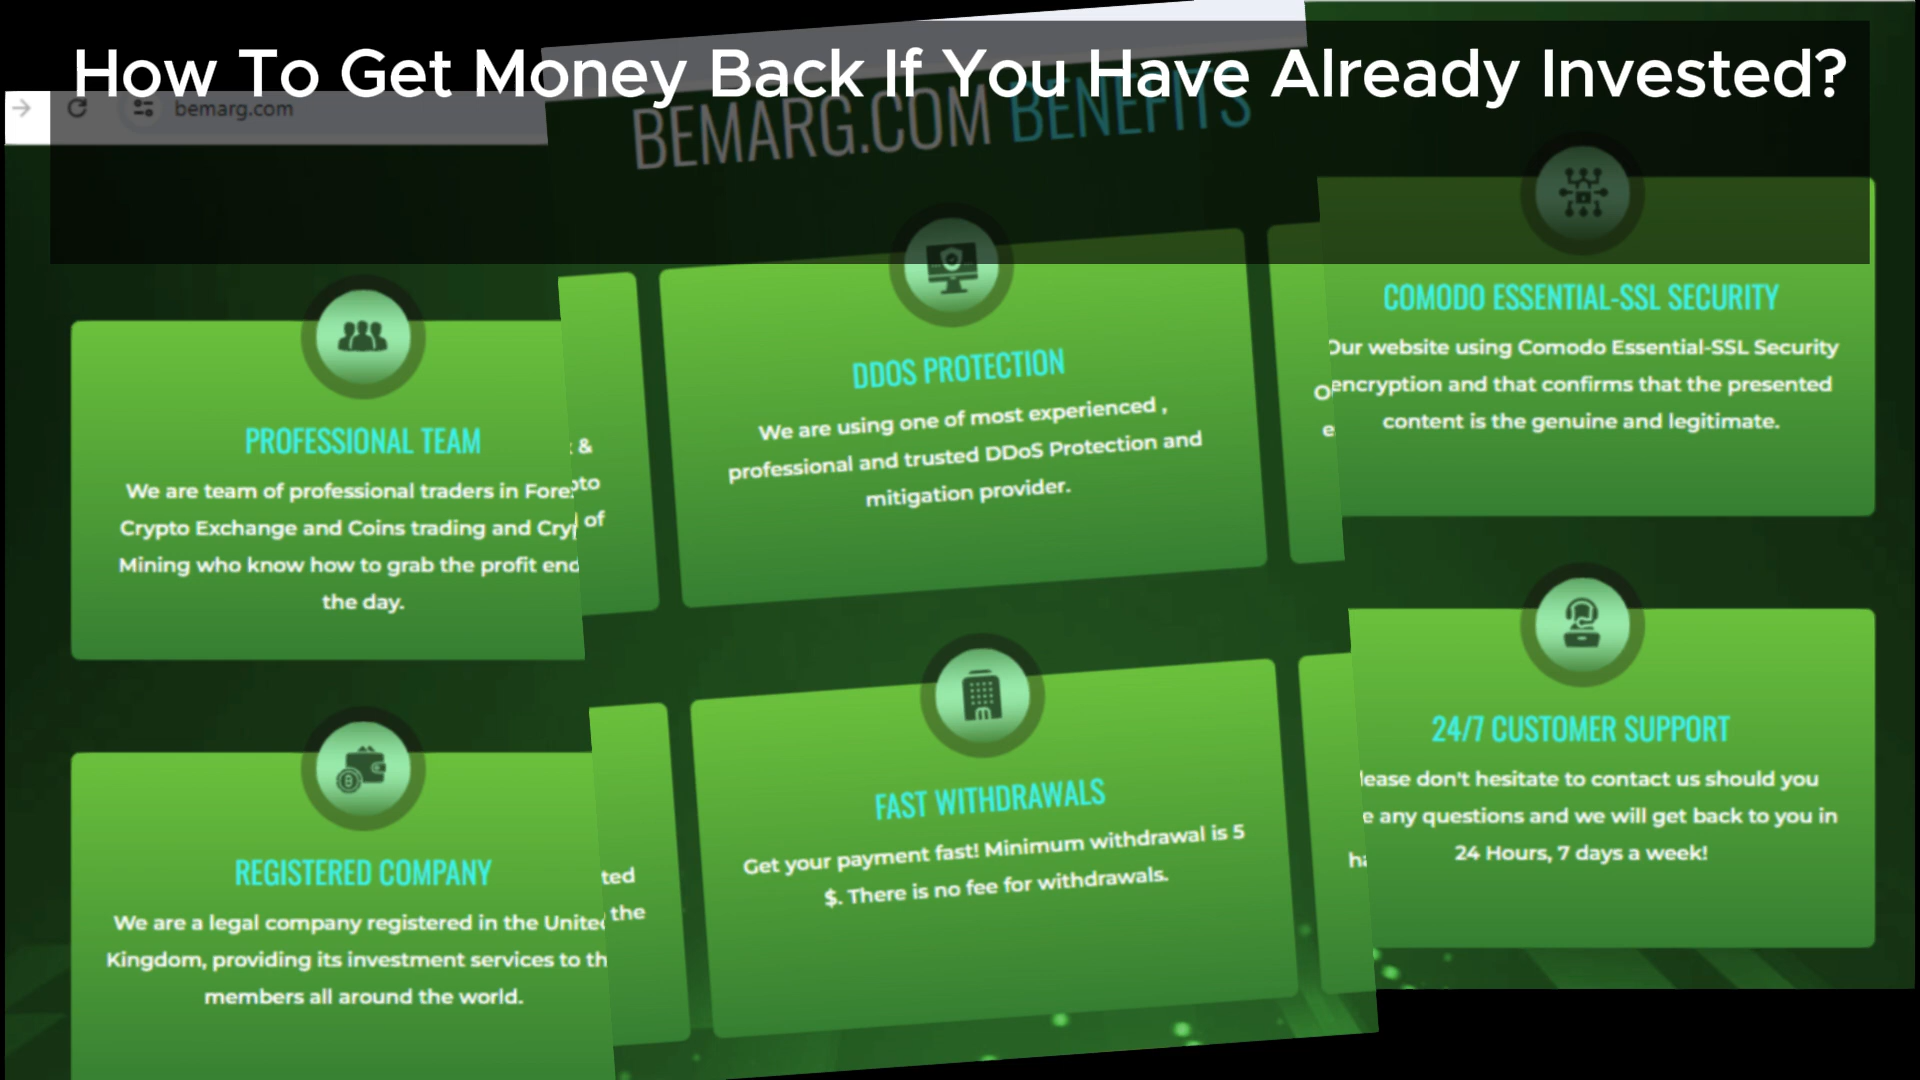 How To Get Money Back If You Have Already Invested?
bemarg.com
BEMARG.COM BENEFITS
PROFESSIONAL TEAM
We are team of professional traders in Fore
Crypto Exchange and Coins trading and Cry
Mining who know how to grab the profit end
the day.
&
of
DDOS PROTECTION
We are using one of most experienced ,
professional and trusted DDoS Protection and
mitigation provider.
COMODO ESSENTIAL-SSL SECURITY
Our website using Comodo Essential-SSL Security
encryption and that confirms that the presented
content is the genuine and legitimate.
REGISTERED COMPANY
We are a legal company registered in the United
Kingdom, providing its investment services to th
members all around the world.
ted
the
FAST WITHDRAWALS
Get your payment fast! Minimum withdrawal is 5
$. There is no fee for withdrawals.
24/7 CUSTOMER SUPPORT
lease don't hesitate to contact us should you
e any questions and we will get back to you in
24 Hours, 7 days a week!